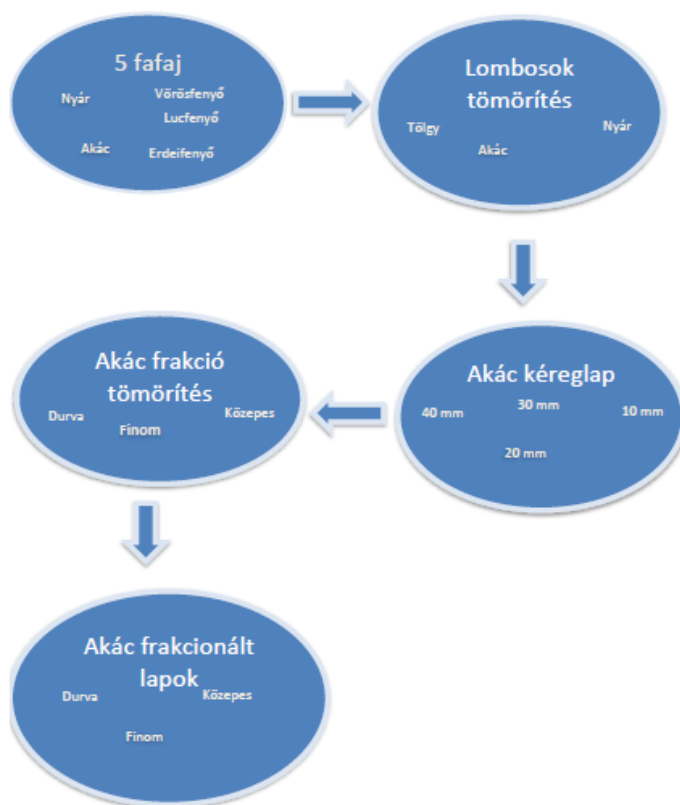 5 fafaj
Nyár
Vörösfenyő
Lucfenyő
Akác
Erdeifenyő
Lombosok
tömörítés
Tölgy
Akác
Nyár
Akác kéreglap
40 mm
30 mm
10 mm
20 mm
Akác frakció
tömörítés
Durva
Finom
Közepes
Akác frakcionált
lapok
Durva
Közepes
Finom